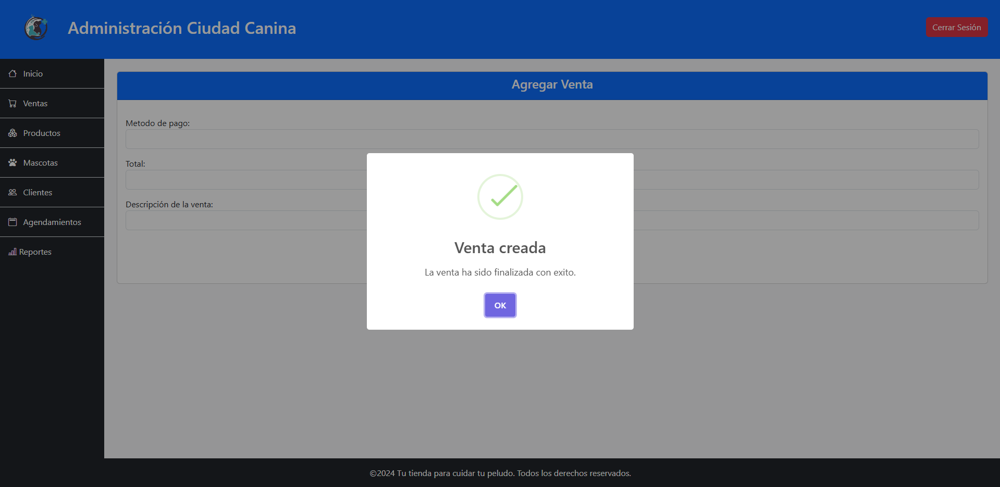 Administración Ciudad Canina
Cerrar Sesión
Inicio
Ventas
Productos
Mascotas
Clientes
Agendamientos
Reportes
Agregar Venta
Metodo de pago:
Total:
Descripción de la venta:
Venta creada
La venta ha sido finalizada con exito.
OK
©2024 Tu tienda para cuidar tu peludo. Todos los derechos reservados.